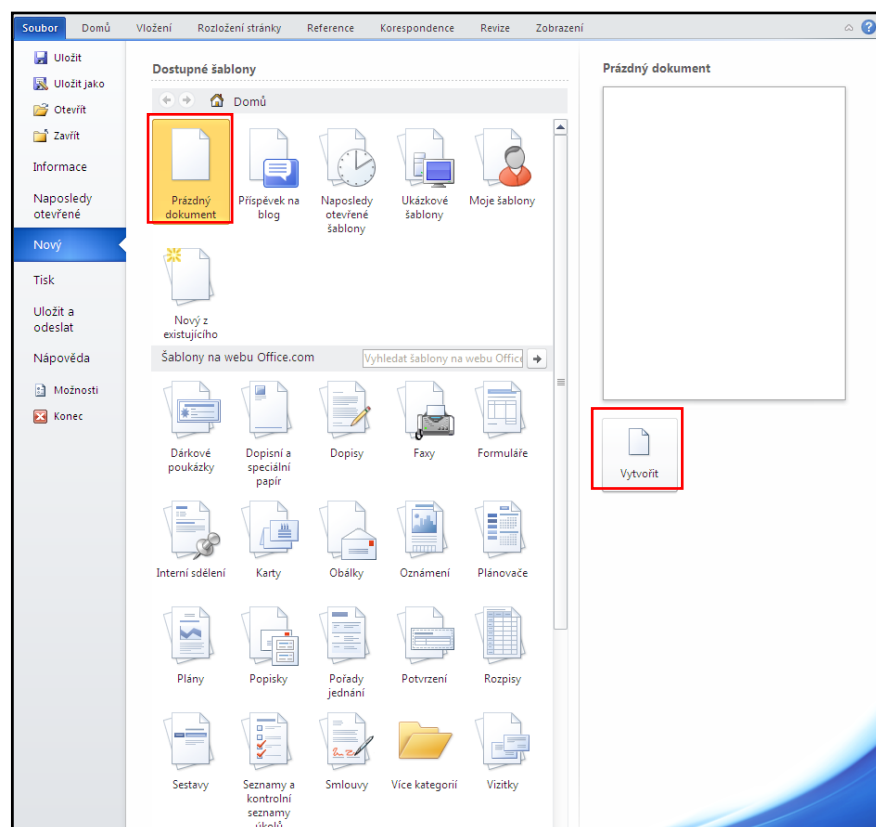 Soubor Domů Vložení Rozložení stránky Reference Korespondence Revize Zobrazení
Uložit
Uložit jako
Otevřít
Zavřít
Informace
Naposledy
otevřené
Nový
Tisk
Uložit a
odeslat
Nápověda
Možnosti
Konec
Dostupné šablony
Domů
Prázdný
dokument
Příspěvek na
blog
Naposledy
otevřené
šablony
Ukázkové
šablony
Moje šablony
Nový z
existujícího
Šablony na webu Office.com
Vyhledat šablony na webu Office
Dárkové
poukázky
Dopisní a
speciální
papír
Dopisy
Faxy
Formuláře
Interní sdělení
Karty
Obálky
Oznámení
Plánovače
Plány
Popisky
Pořady
jednání
Potvrzení
Rozpisy
Sestavy
Seznamy a
kontrolní
seznamy
úkolů
Smlouvy
Více kategorií
Vizitky
Prázdný dokument
Vytvořit